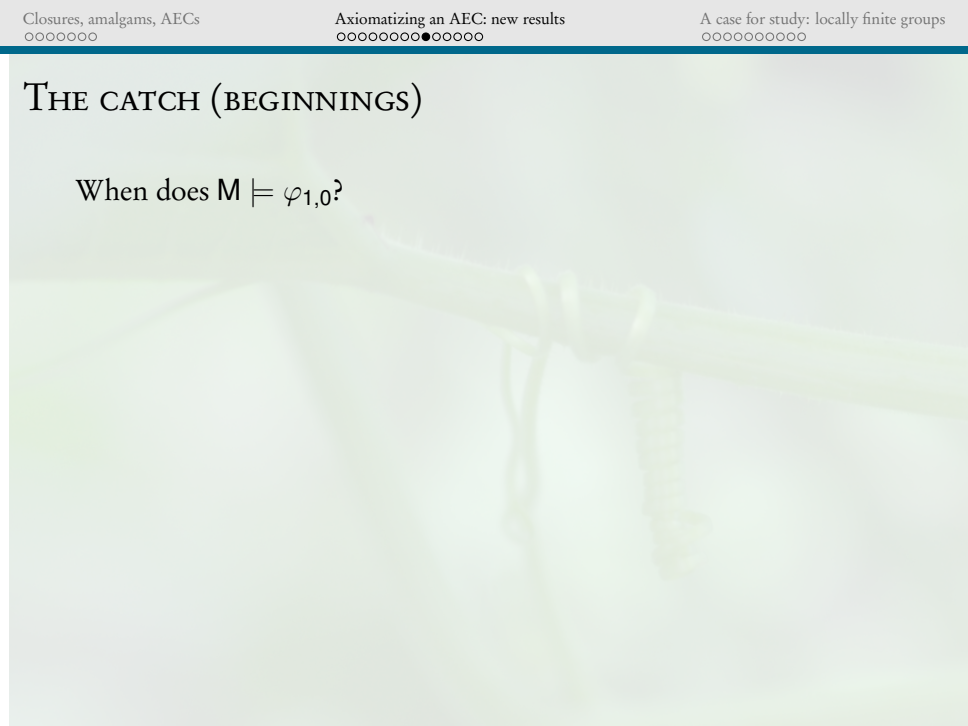 Closures, amalgams, AECs
Axiomatizing an AEC: new results
A case for study: locally finite groups
The catch (beginnings)
When does M ⊨ φ1,0?